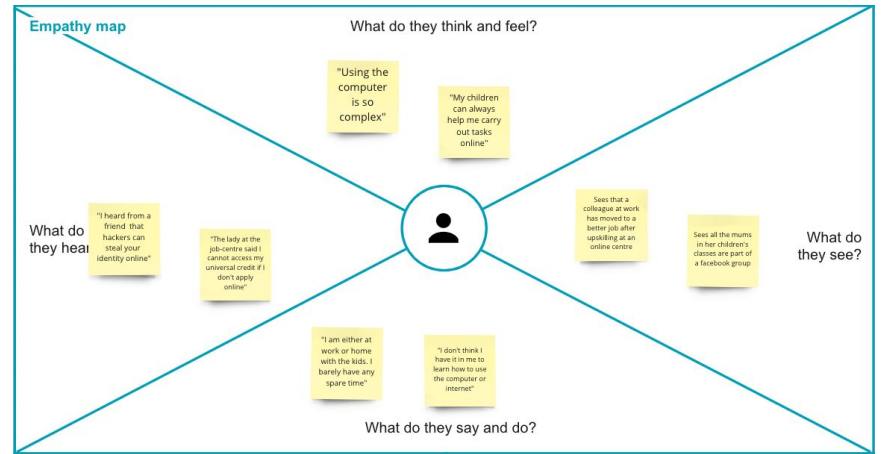 Empathy map
What do they think and feel?
"Using the
computer
is so
complex"
"My children
can always
help me carry
out tasks
online"
What do
they hear
"I heard from a
friend that
hackers can
steal your
identity online"
"The lady at the
job-centre said I
cannot access my
universal credit if I
don't apply
online"
Sees that a
colleague at work
has moved to a
better job after
upskilling at an
online centre
Sees all the mums
in her children's
classes are part of
a facebook group
What do
they see?
"I am either at
work or home
with the kids. I
barely have any
spare time"
"I don't think I
have it in me to
learn how to use
the computer or
internet"
What do they say and do?